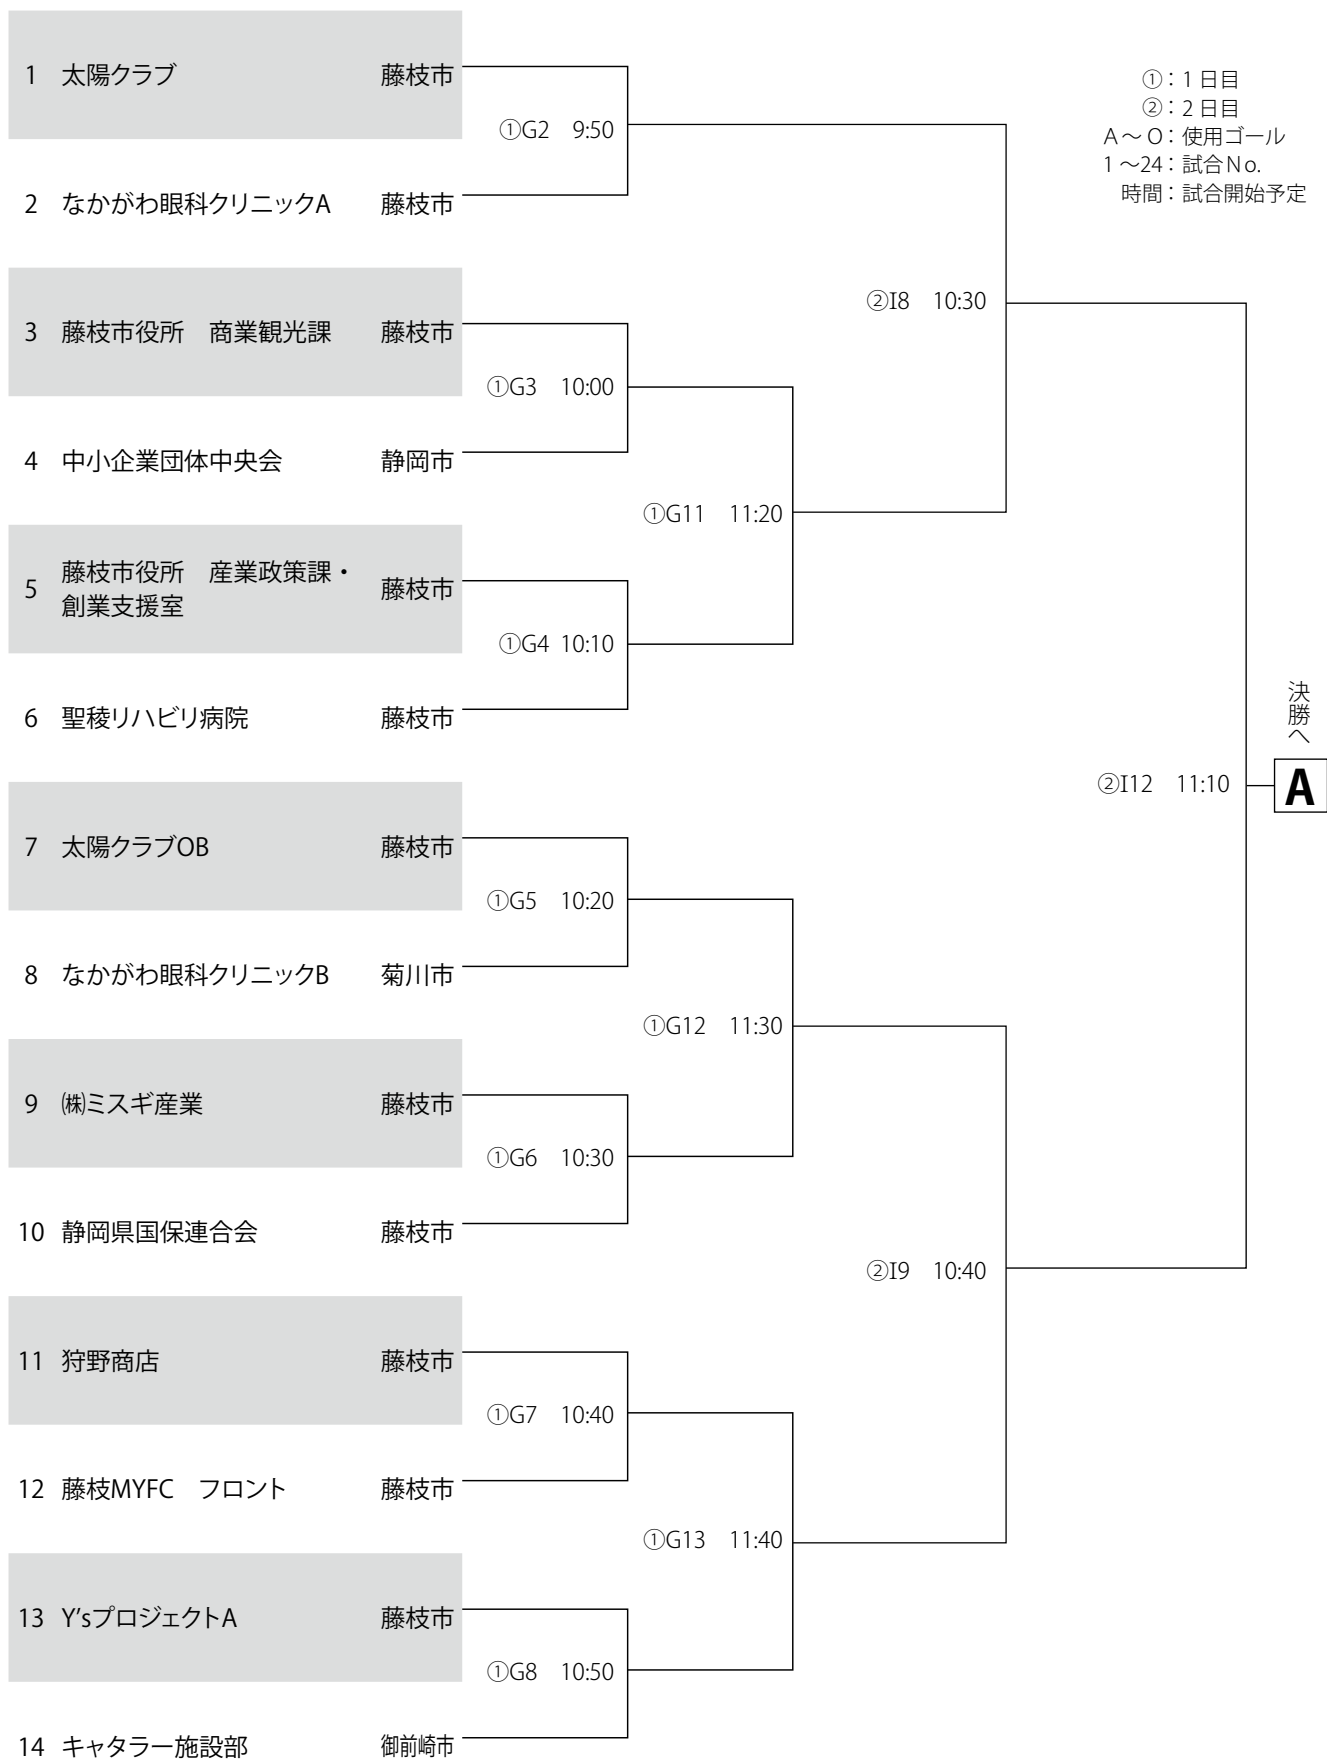 ①：1 日目
②：2 日目
A～O：使用ゴール
1～24：試合No.
時間：試合開始予定
1 太陽クラブ 藤枝市
①G2 9:50
2 なかがわ眼科クリニックA 藤枝市
②I8 10:30
3 藤枝市役所　商業観光課 藤枝市
①G3 10:00
4 中小企業団体中央会 静岡市
①G11 11:20
5 藤枝市役所　産業政策課・
創業支援室 藤枝市
①G4 10:10
6 聖稜リハビリ病院 藤枝市
決勝へ
A
②I12 11:10
7 太陽クラブOB 藤枝市
①G5 10:20
8 なかがわ眼科クリニックB 菊川市
①G12 11:30
9 ㈱ミスギ産業 藤枝市
①G6 10:30
10 静岡県国保連合会 藤枝市
②I9 10:40
11 狩野商店 藤枝市
①G7 10:40
12 藤枝MYFC　フロント 藤枝市
①G13 11:40
13 Y'sプロジェクトA 藤枝市
①G8 10:50
14 キャタラー施設部 御前崎市